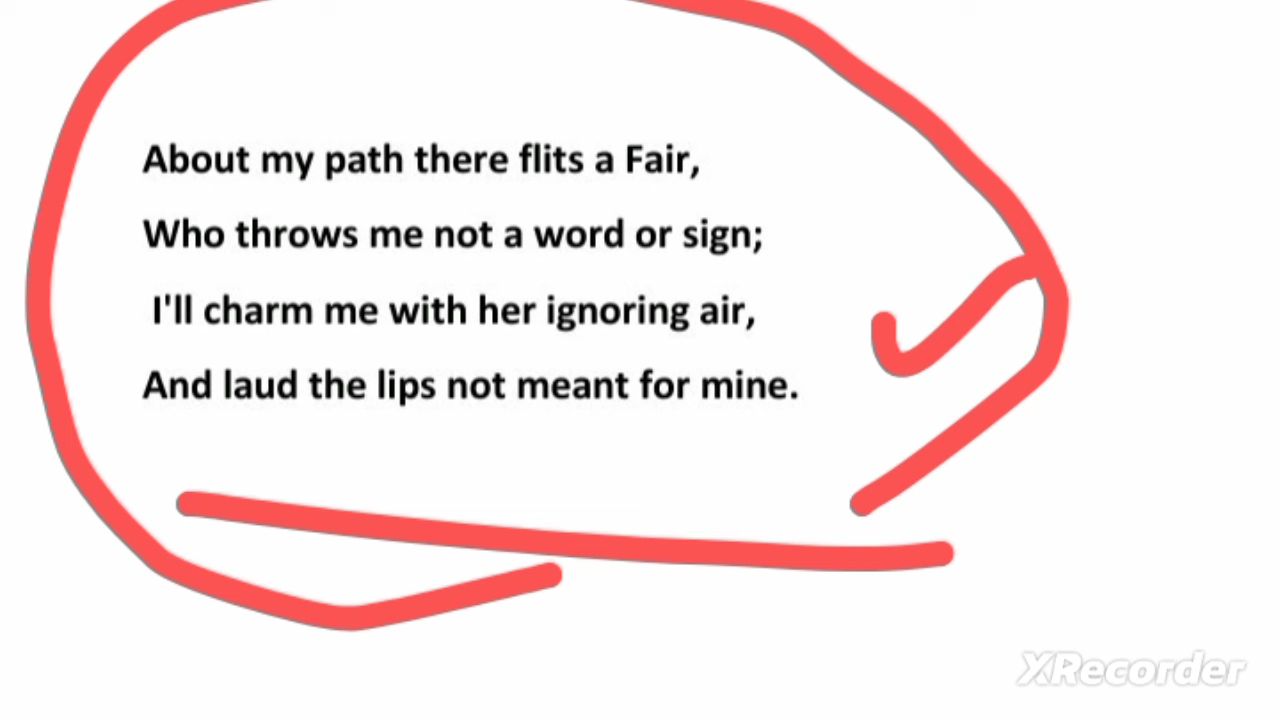 About my path there flits a Fair,
Who throws me not a word or sign;
I'll charm me with her ignoring air,
And laud the lips not meant for mine.
XRecorder